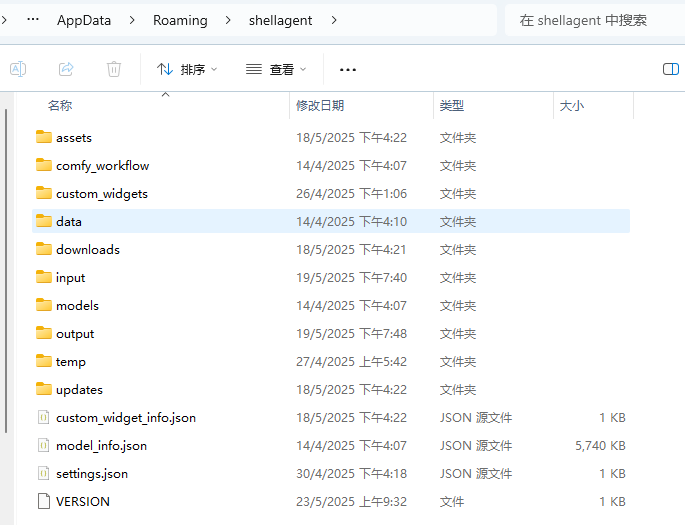 > ··· AppData > Roaming > shellagent > 在 shellagent 中搜索
排序 查看 ···
名称 修改日期 类型 大小
assets 18/5/2025 下午4:22 文件夹
comfy_workflow 14/4/2025 下午4:07 文件夹
custom_widgets 26/4/2025 下午1:06 文件夹
data 14/4/2025 下午4:10 文件夹
downloads 18/5/2025 下午4:21 文件夹
input 19/5/2025 下午7:40 文件夹
models 14/4/2025 下午4:07 文件夹
output 19/5/2025 下午7:48 文件夹
temp 27/4/2025 上午5:42 文件夹
updates 18/5/2025 下午4:22 文件夹
custom_widget_info.json 18/5/2025 下午4:22 JSON 源文件 1 KB
model_info.json 14/4/2025 下午4:07 JSON 源文件 5,740 KB
settings.json 30/4/2025 下午4:18 JSON 源文件 1 KB
VERSION 23/5/2025 上午9:32 文件 1 KB